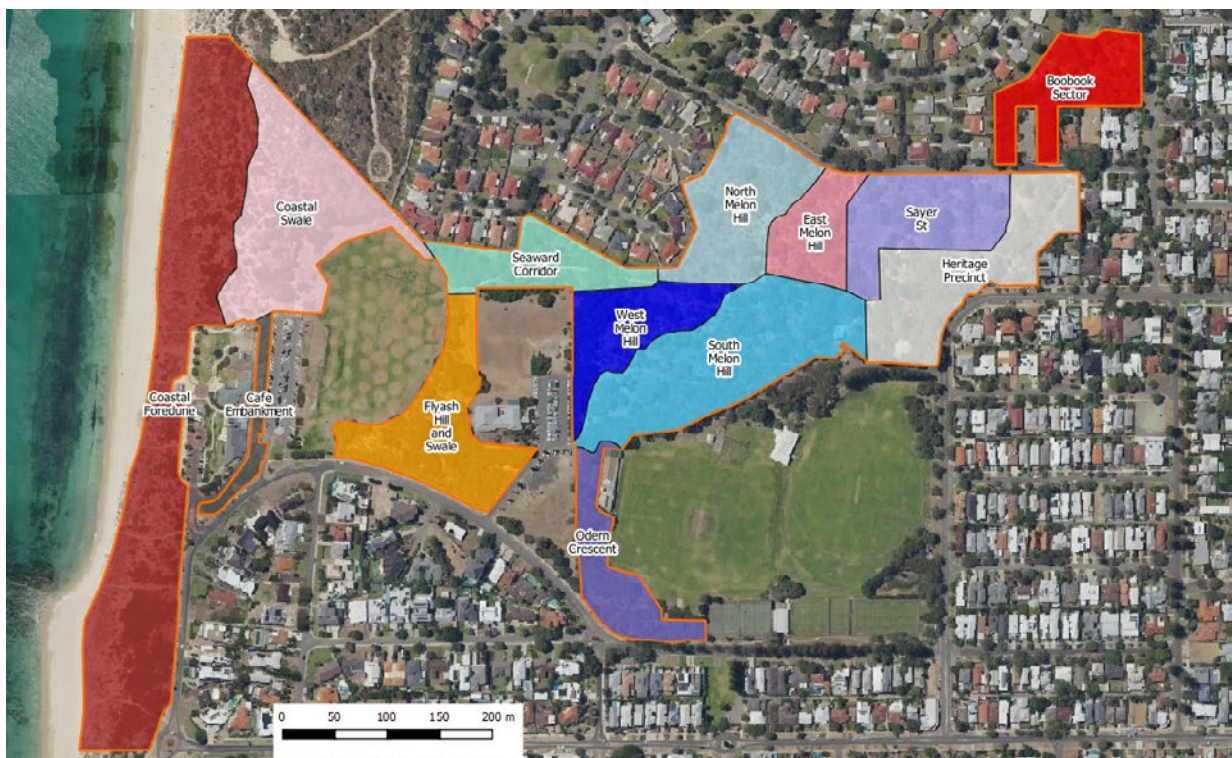 Boobook
Sector
North
Melon
Hill
Coastal
Swale
East
Melon
Hill
Sayer
St
Seaward
Corridor
Heritage
Precinct
West
Melon
Hill
South
Melon
Hill
Coastal
Foredune
Cafe
Embankment
Flyash
Hill
and
Swale
Odern
Crescent
0 50 100 150 200 m